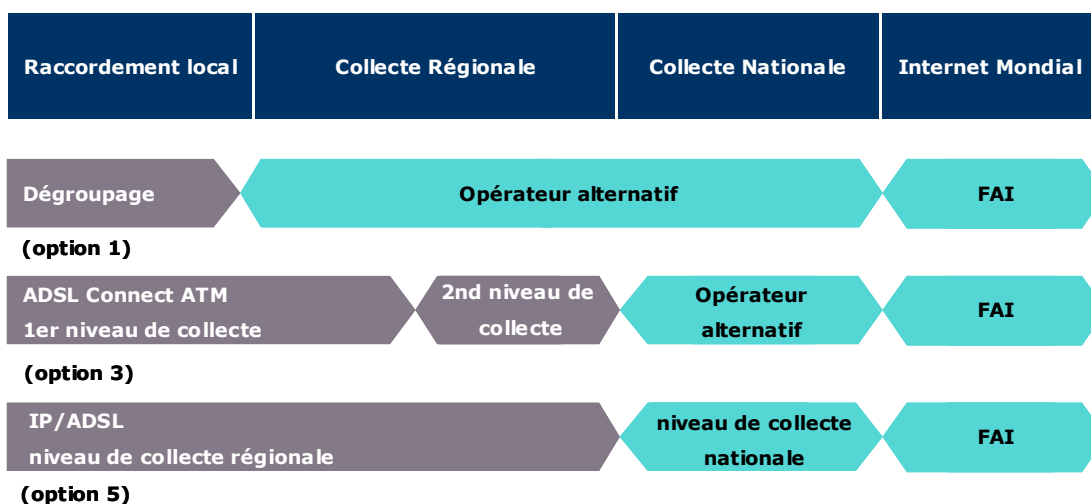 Raccordement local
Collecte Régionale
Collecte Nationale
Internet Mondial
Dégroupage
Opérateur alternatif
FAI
(option 1)
ADSL Connect ATM
1er niveau de collecte
2nd niveau de
collecte
Opérateur
alternatif
FAI
(option 3)
IP/ADSL
niveau de collecte régionale
niveau de collecte
nationale
FAI
(option 5)